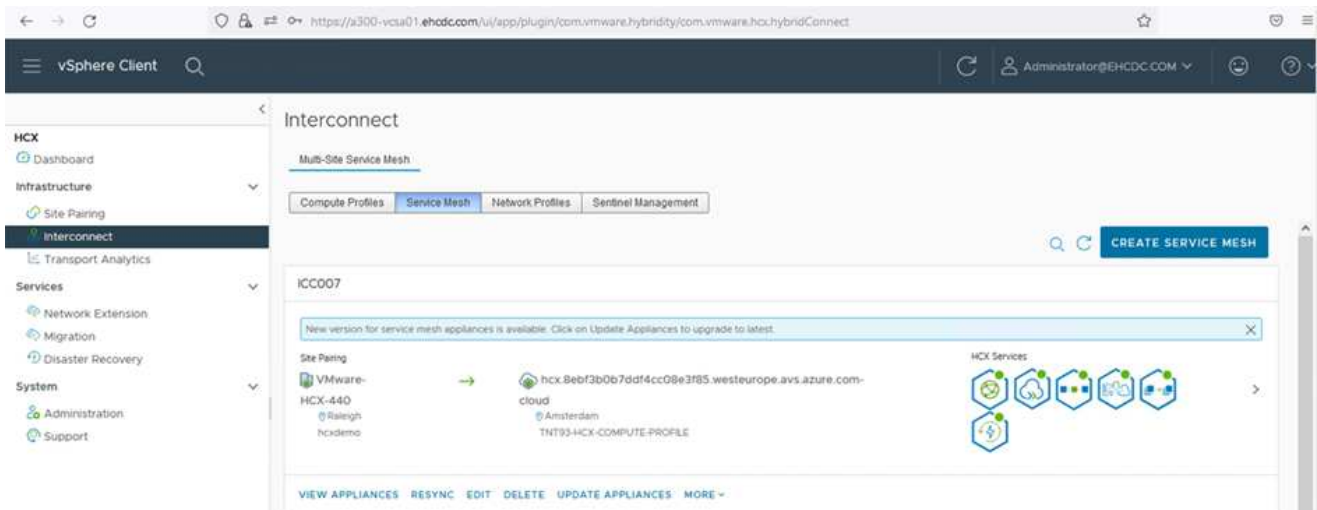 https://a300-vcsa01.ehcdc.com/ui/app/plugin/com.vmware.hybridity/com.vmware.hcx.hybridConnect
vSphere Client
Administrator@EHCDC.COM
HCX
Dashboard
Infrastructure
Site Pairing
Interconnect
Transport Analytics
Services
Network Extension
Migration
Disaster Recovery
System
Administration
Support
Interconnect
Multi-Site Service Mesh
Compute Profiles Service Mesh Network Profiles Sentinel Management
CREATE SERVICE MESH
ICC007
New version for service mesh appliances is available. Click on Update Appliances to upgrade to latest.
Site Pairing
VMware-
HCX-440
Raleigh
hcxdemo
hcx.8ebf3b0b7ddf4cc08e3f85.westeurope.avs.azure.com-
cloud
Amsterdam
TNT93-HCX-COMPUTE-PROFILE
HCX Services
VIEW APPLIANCES RESYNC EDIT DELETE UPDATE APPLIANCES MORE